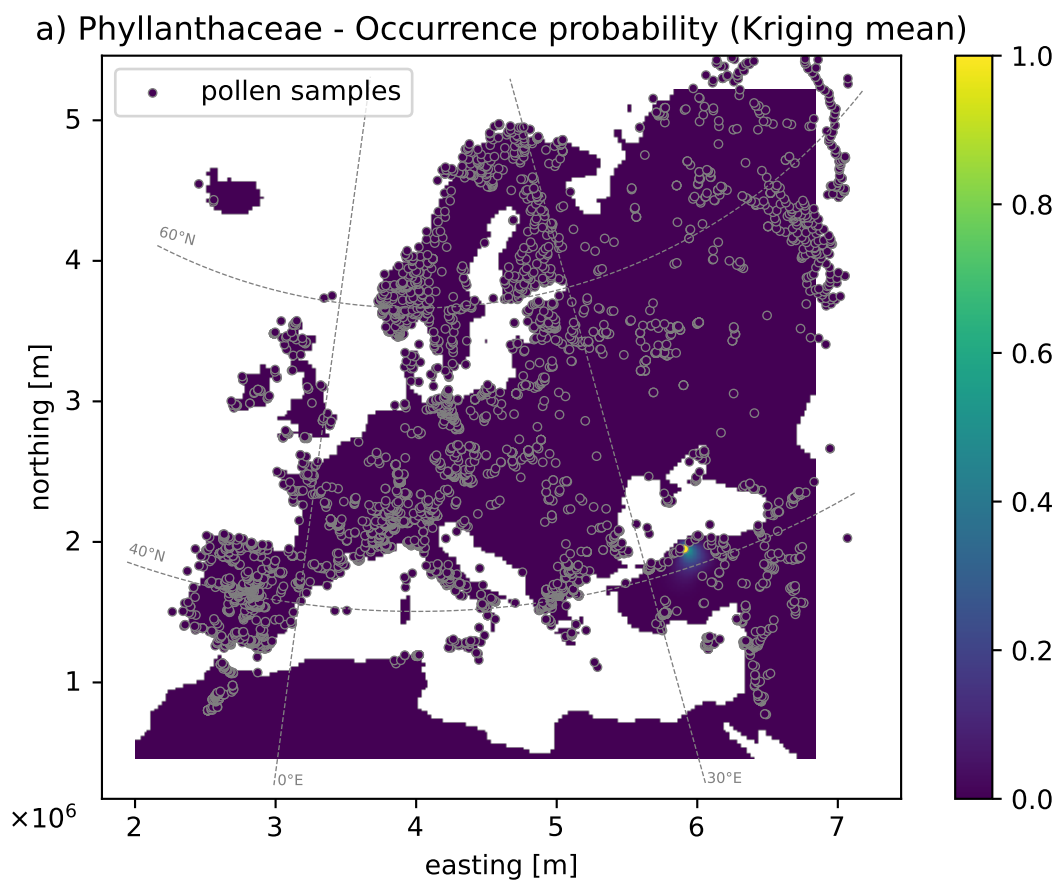 a) Phyllanthaceae - Occurrence probability (Kriging mean)
pollen samples
1.0
0.8
0.6
0.4
0.2
0.0
5
4
3
2
1
northing [m]
60°N
40°N
0°E
30°E
×10⁶
2 3 4 5 6 7
easting [m]